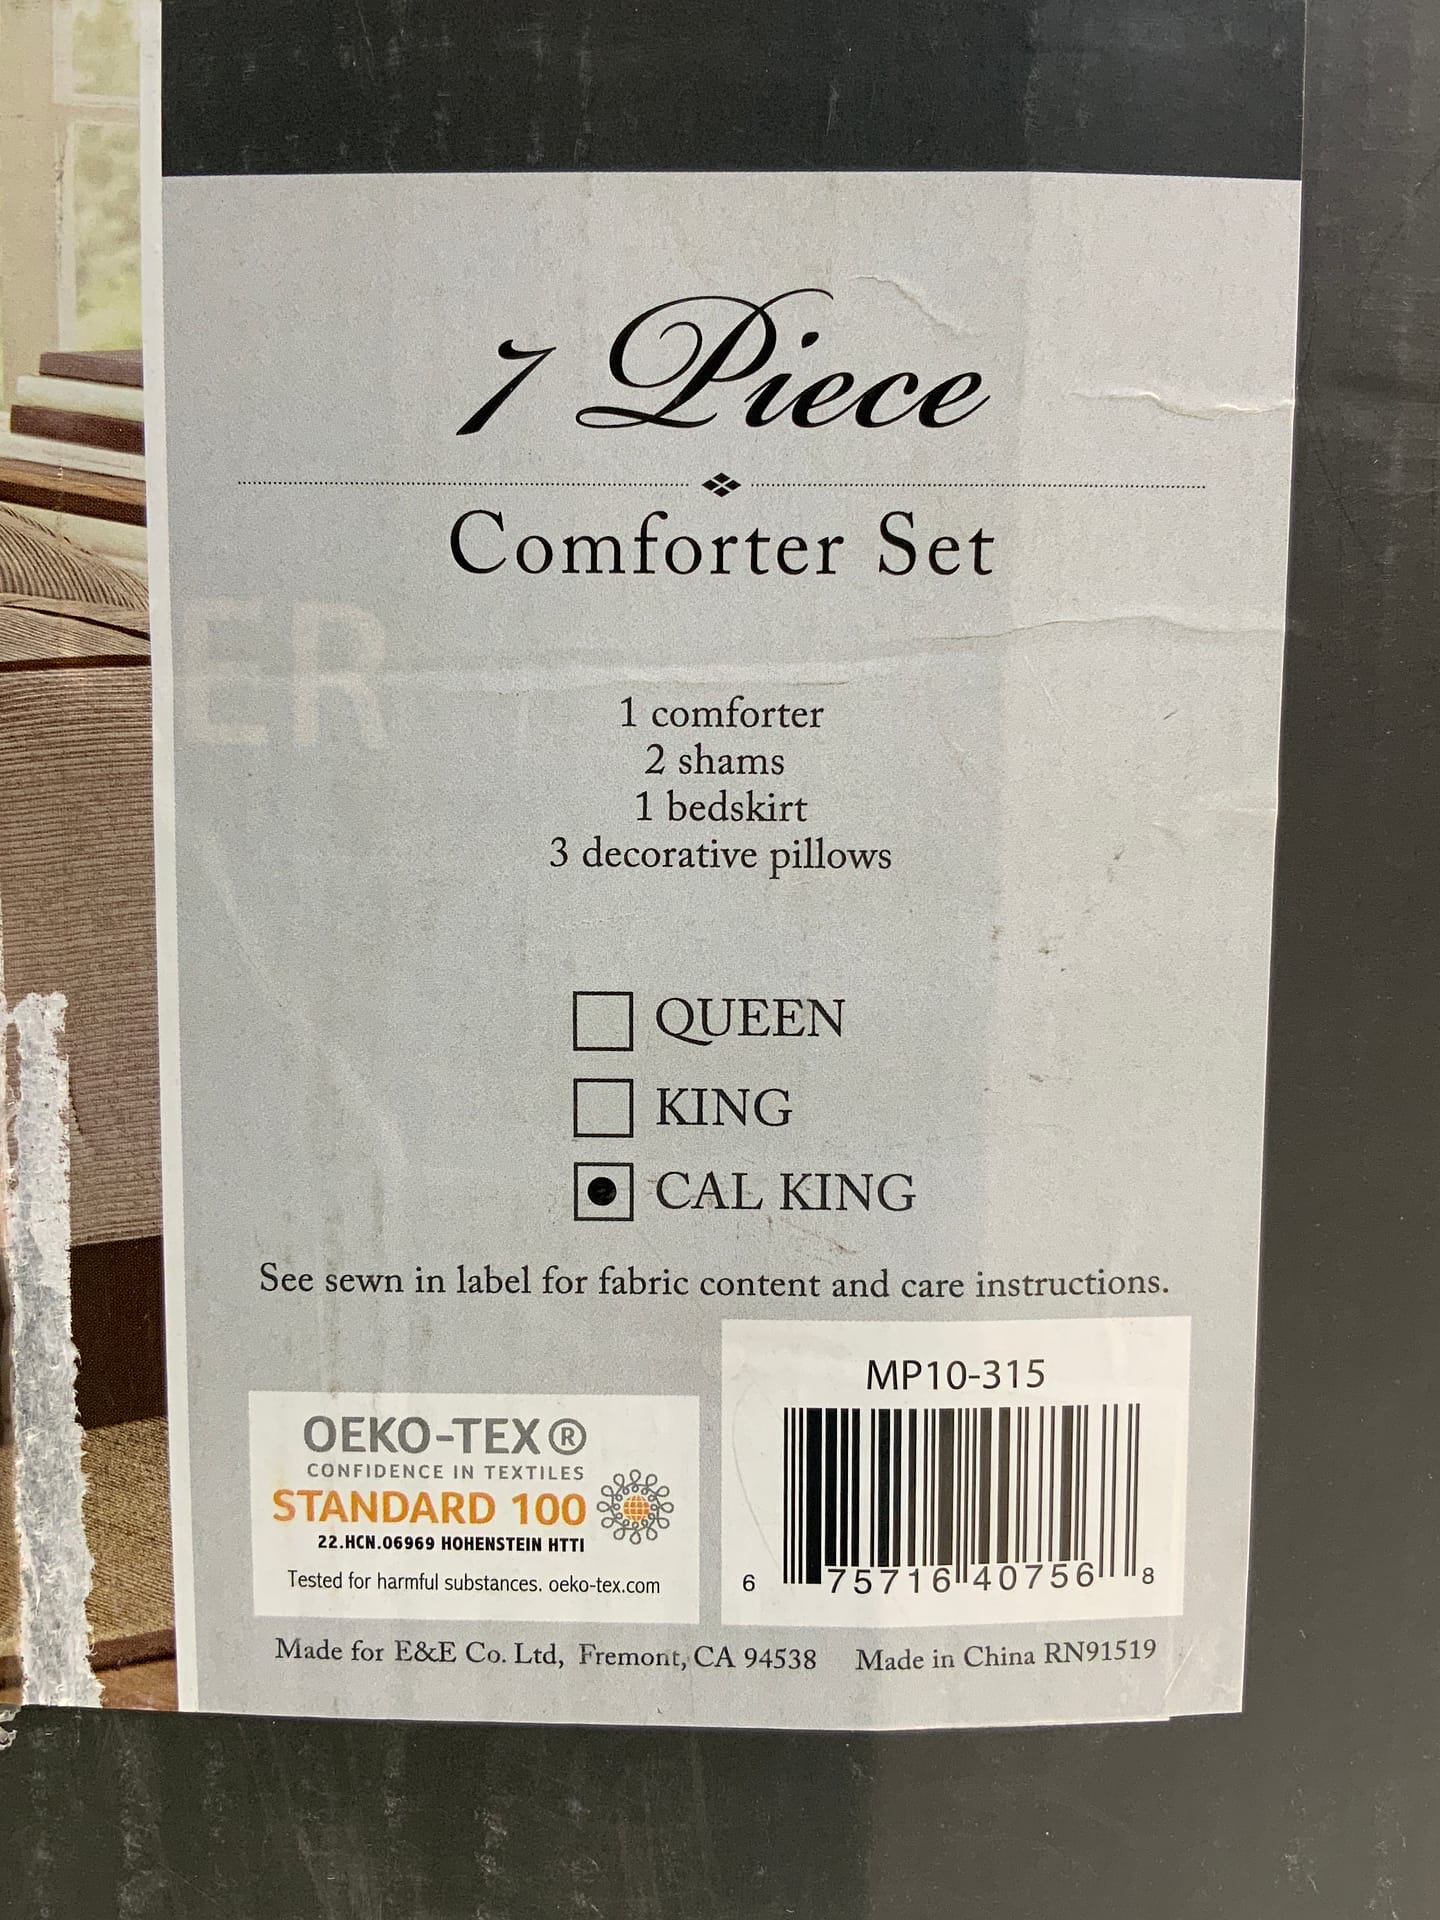 7 Piece
Comforter Set
ER
1 comforter
2 shams
1 bedskirt
3 decorative pillows
QUEEN
KING
CAL KING
See sewn in label for fabric content and care instructions.
MP10-315
OEKO-TEX®
CONFIDENCE IN TEXTILES
STANDARD 100
22.HCN.06969 HOHENSTEIN HTTI
Tested for harmful substances. oeko-tex.com
6 75716 40756 8
Made for E&E Co. Ltd, Fremont, CA 94538 Made in China RN91519